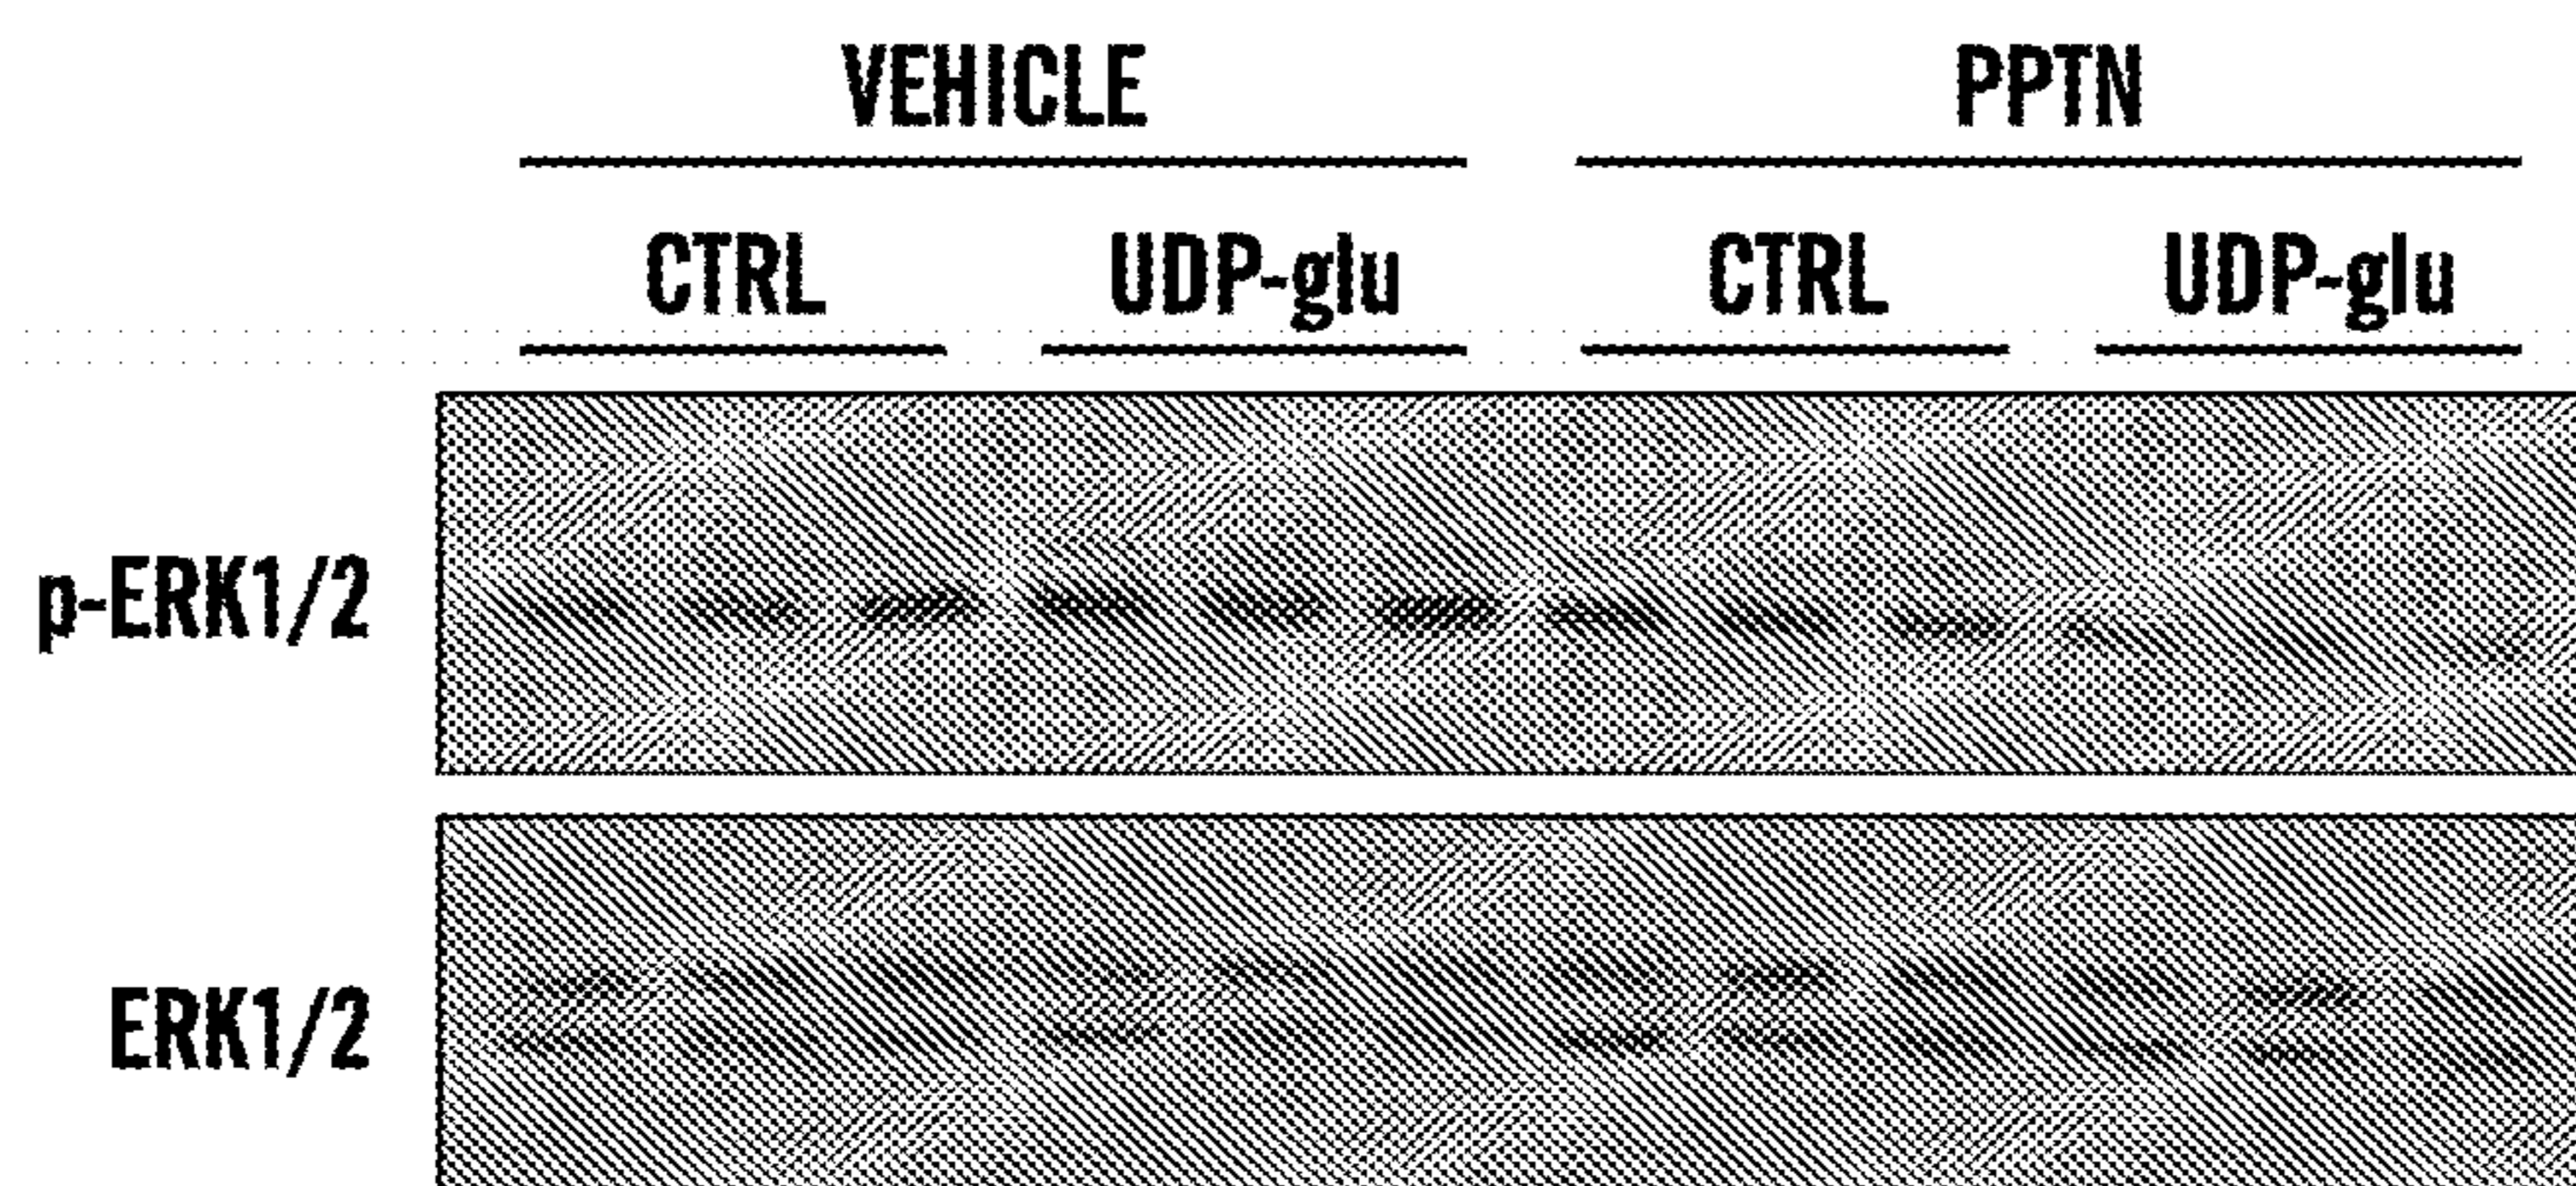 VEHICLE PPTN
CTRL UDP-glu CTRL UDP-glu
p-ERK1/2
ERK1/2